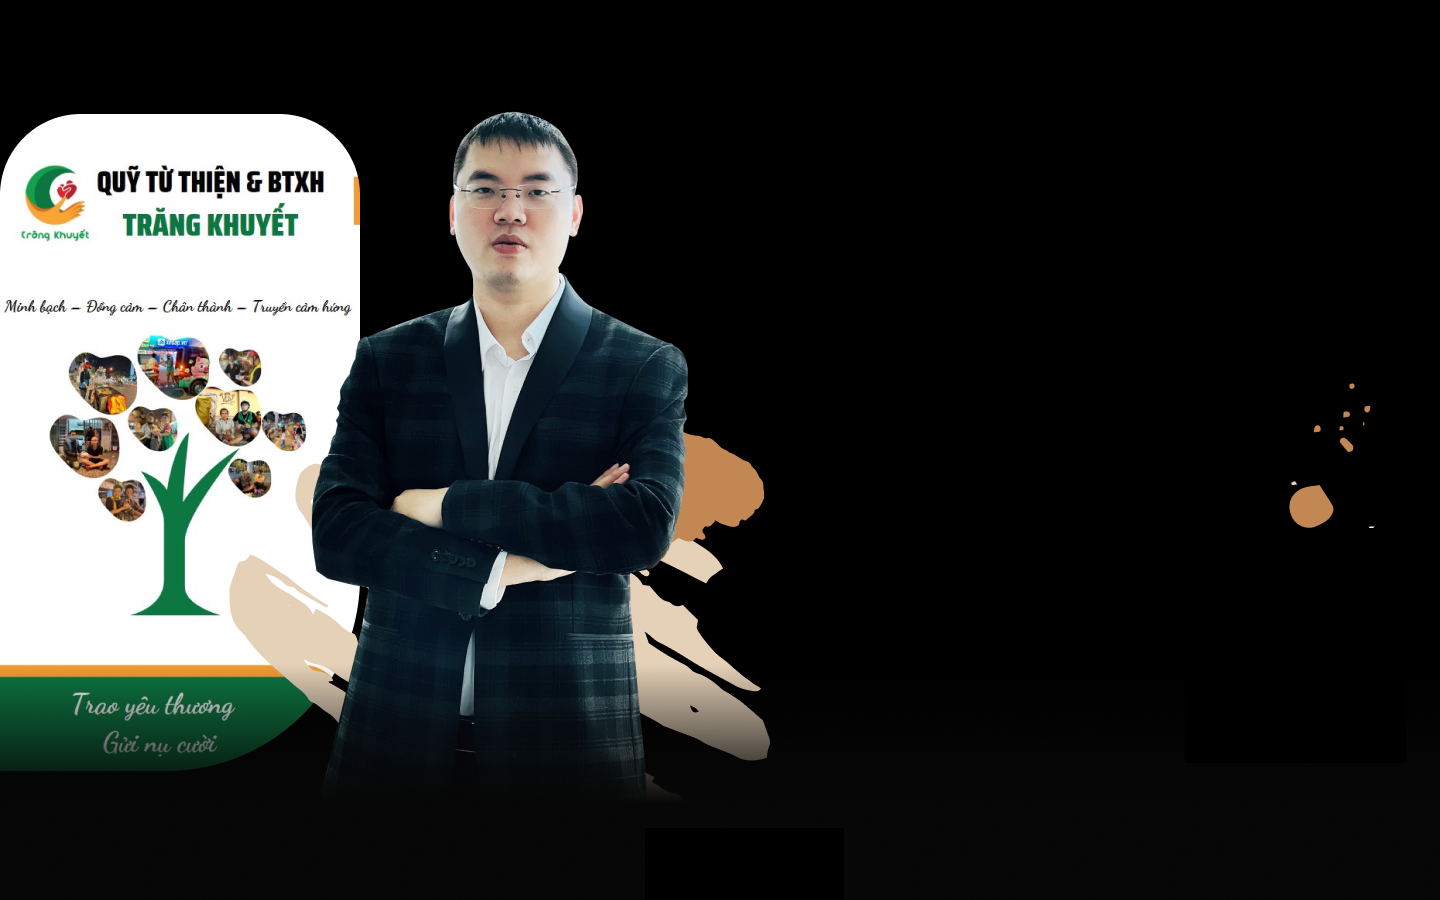 QUỸ TỪ THIỆN & BTXH
TRĂNG KHUYẾT
trăng Khuyết
Minh bạch – Đồng cảm – Chân thành – Truyền cảm hứng
Trao yêu thương
Gửi nụ cười